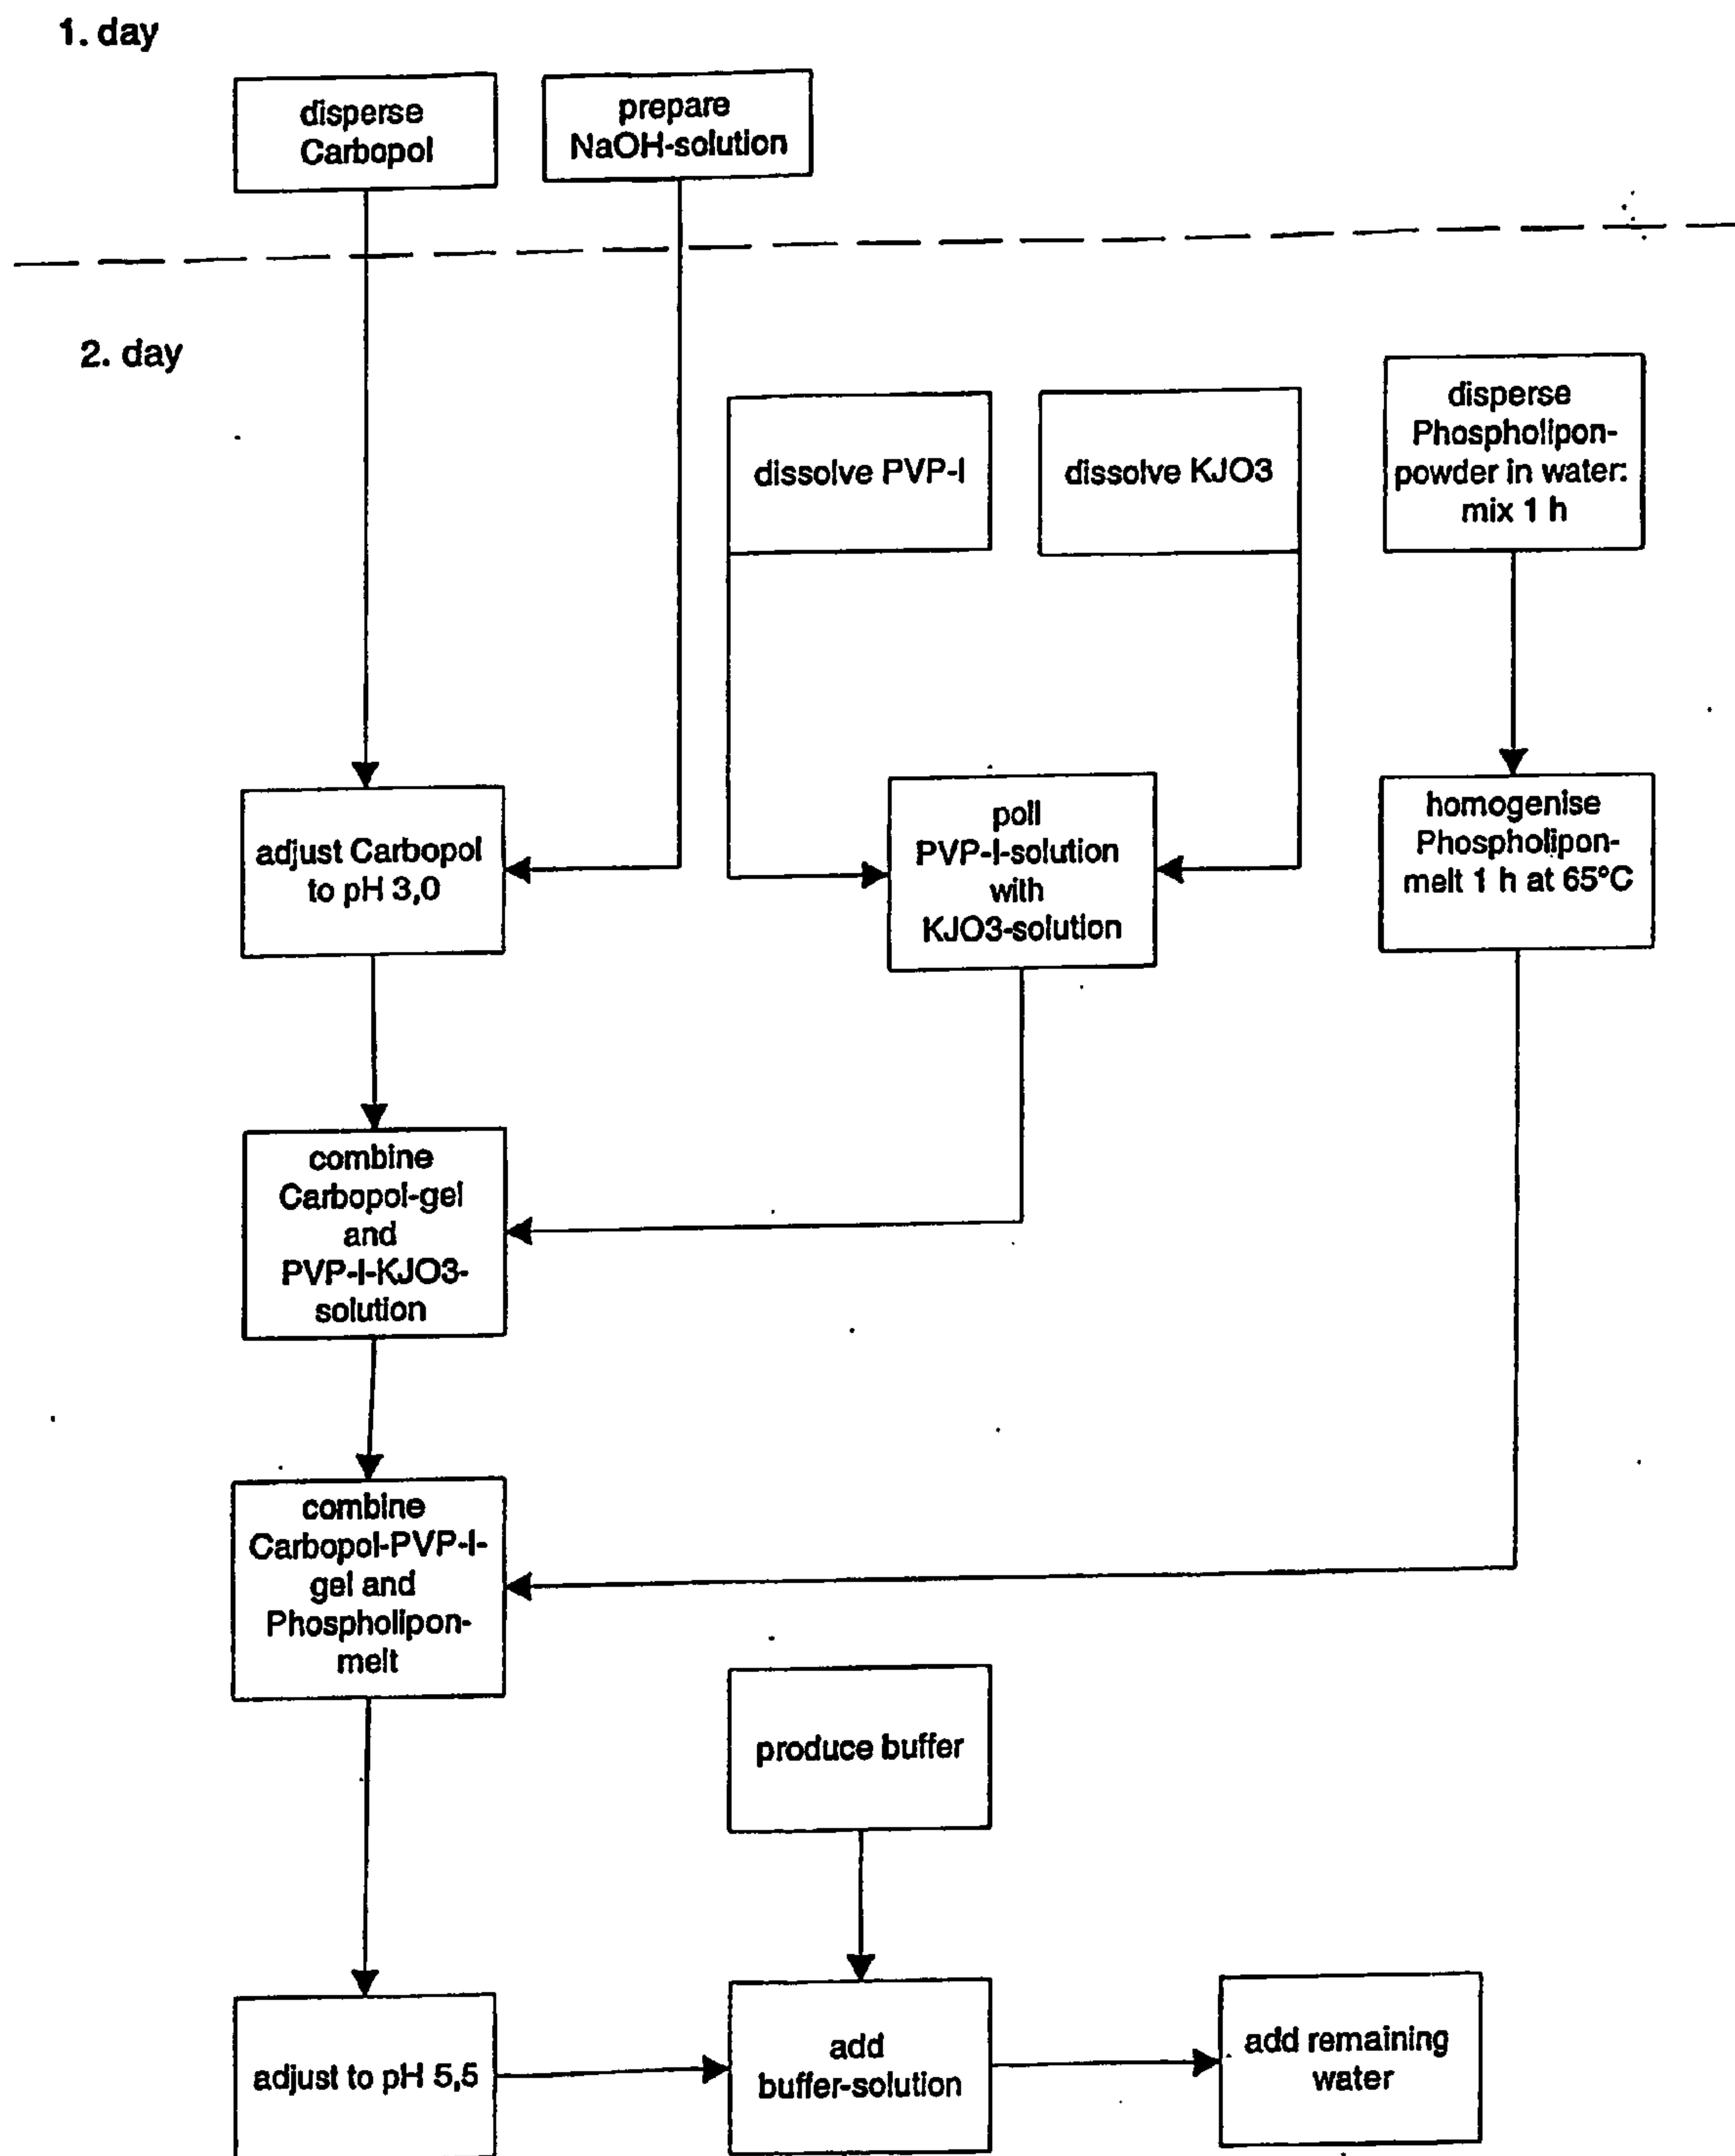 1. day
disperse
Carbopol
prepare
NaOH-solution
2. day
dissolve PVP-I
dissolve KJO3
disperse
Phospholipon-
powder in water:
mix 1 h
adjust Carbopol
to pH 3,0
poll
PVP-I-solution
with
KJO3-solution
homogenise
Phospholipon-
melt 1 h at 65°C
combine
Carbopol-gel
and
PVP-I-KJO3-
solution
combine
Carbopol-PVP-I-
gel and
Phospholipon-
melt
produce buffer
adjust to pH 5,5
add
buffer-solution
add remaining
water